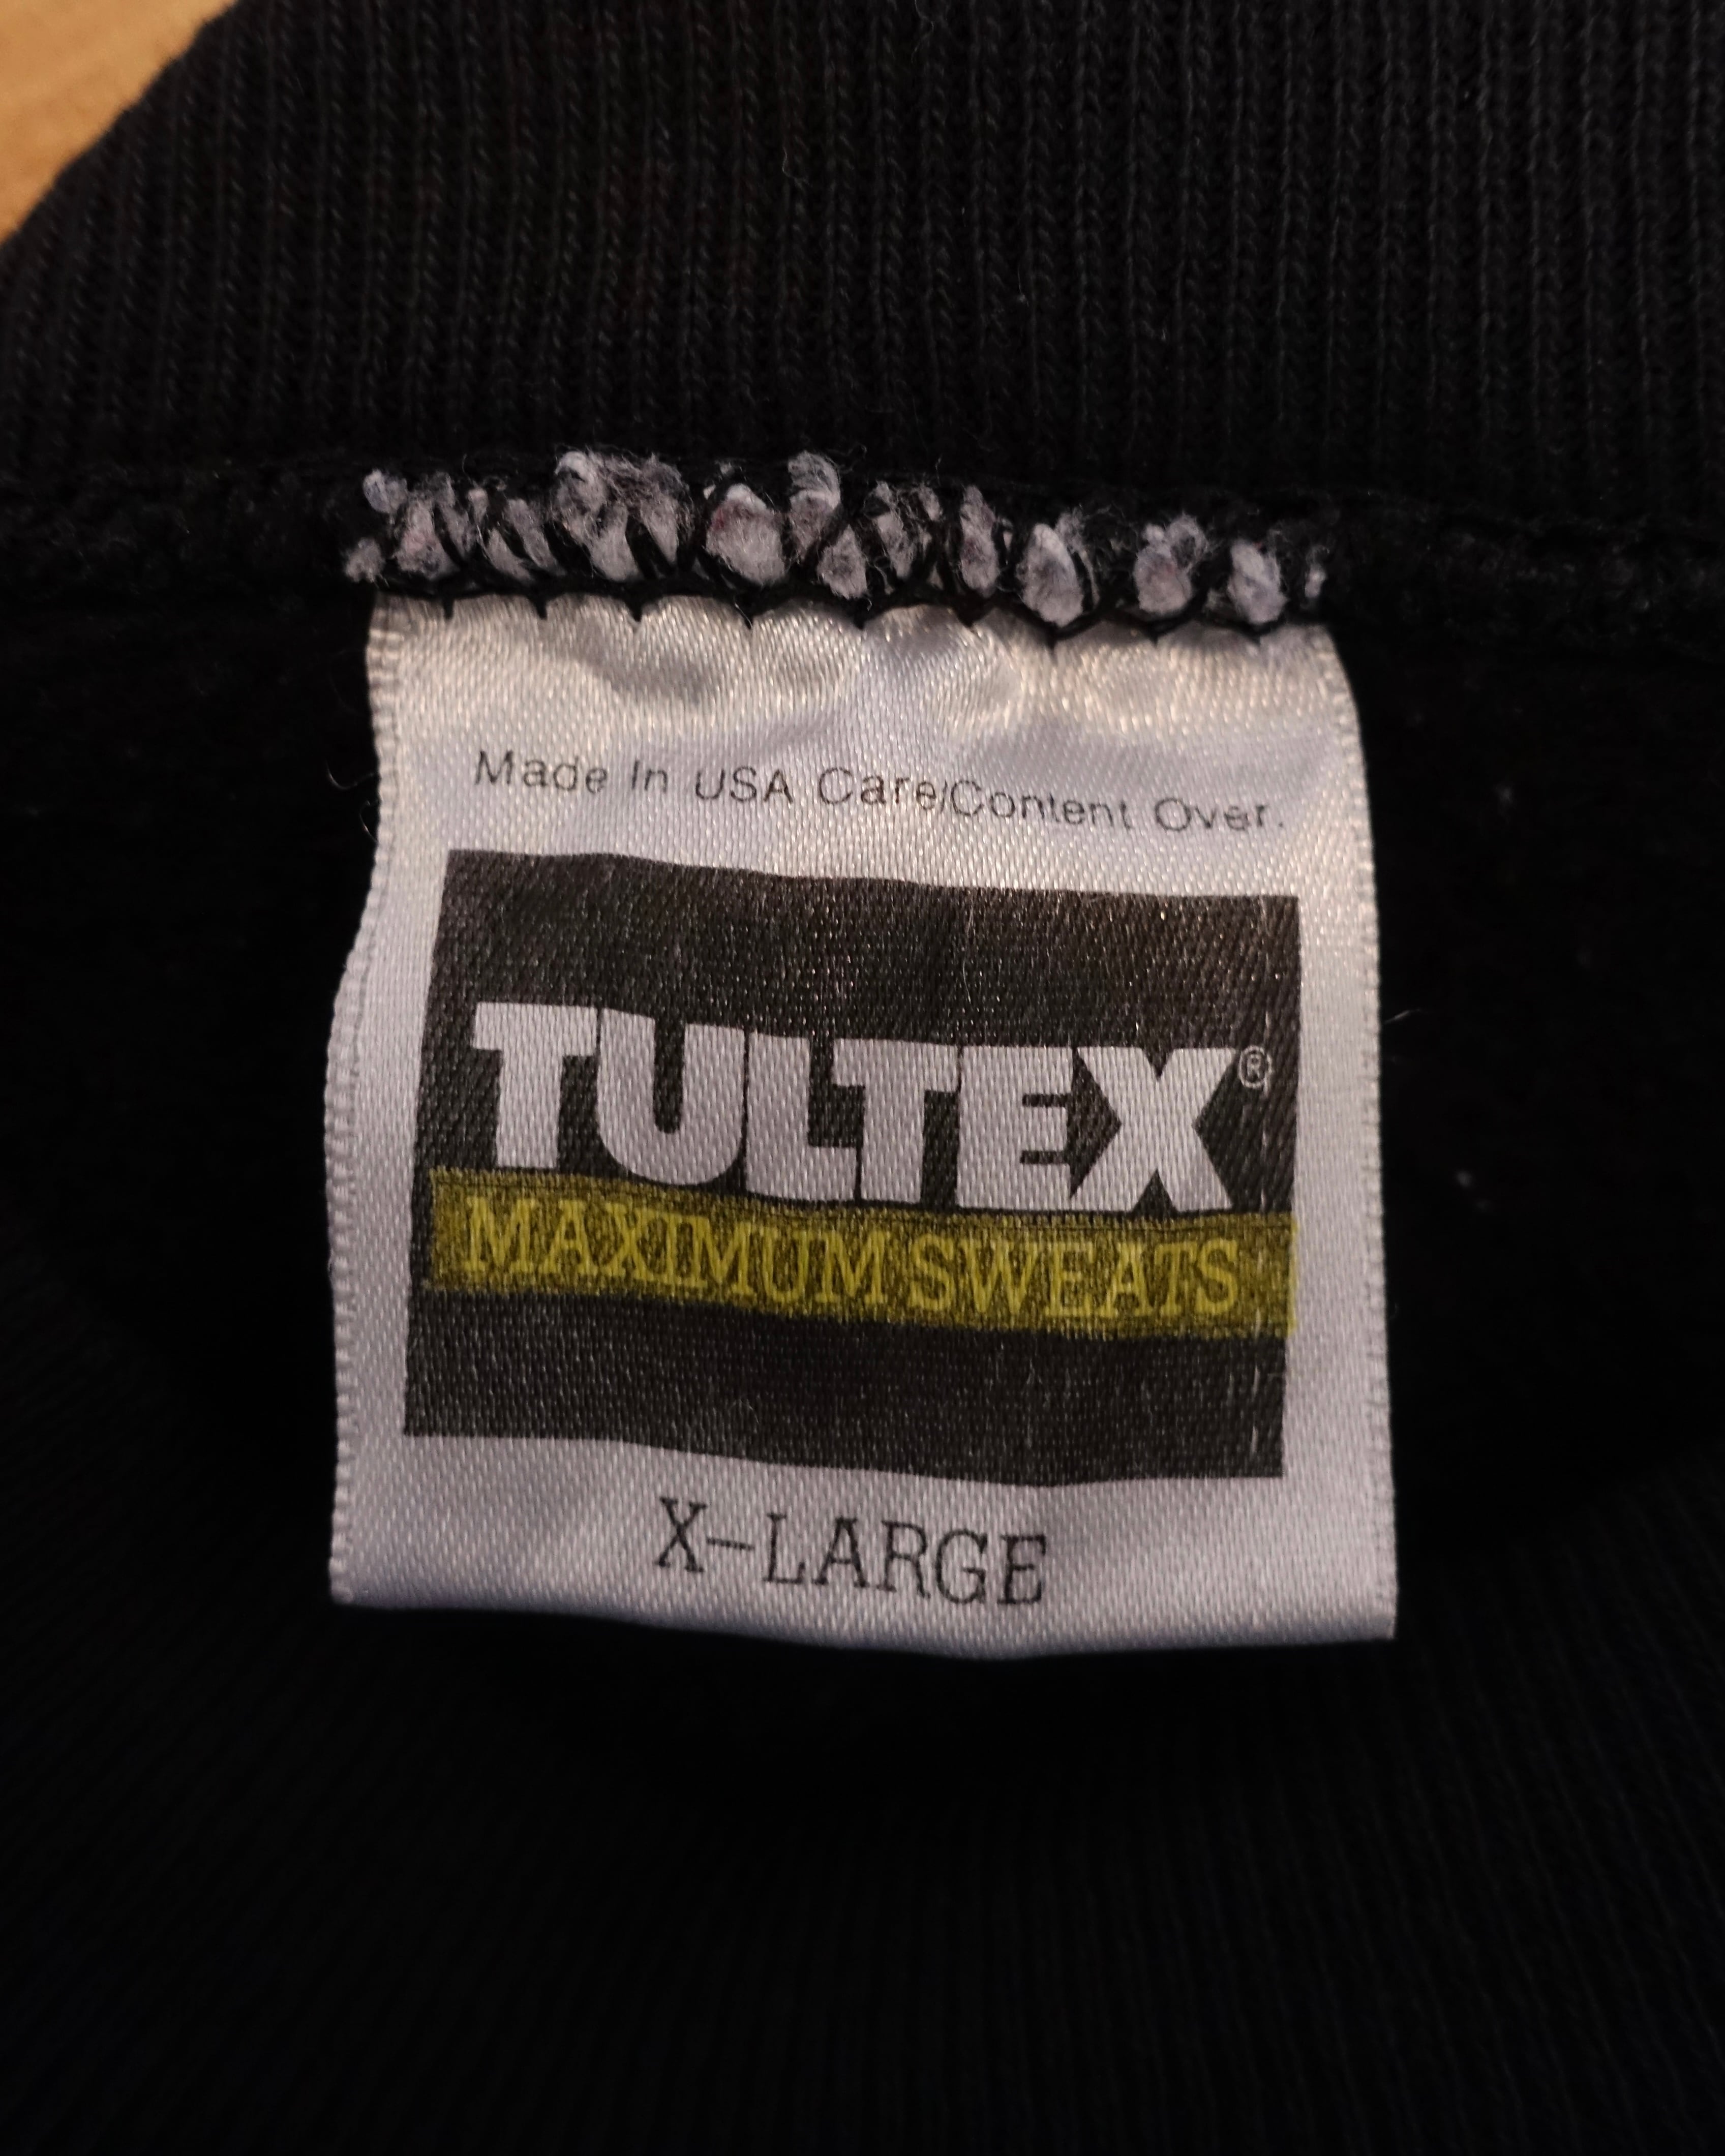 Made In USA Care/Content Over.
TULTEX®
MAXIMUM SWEATS
X-LARGE